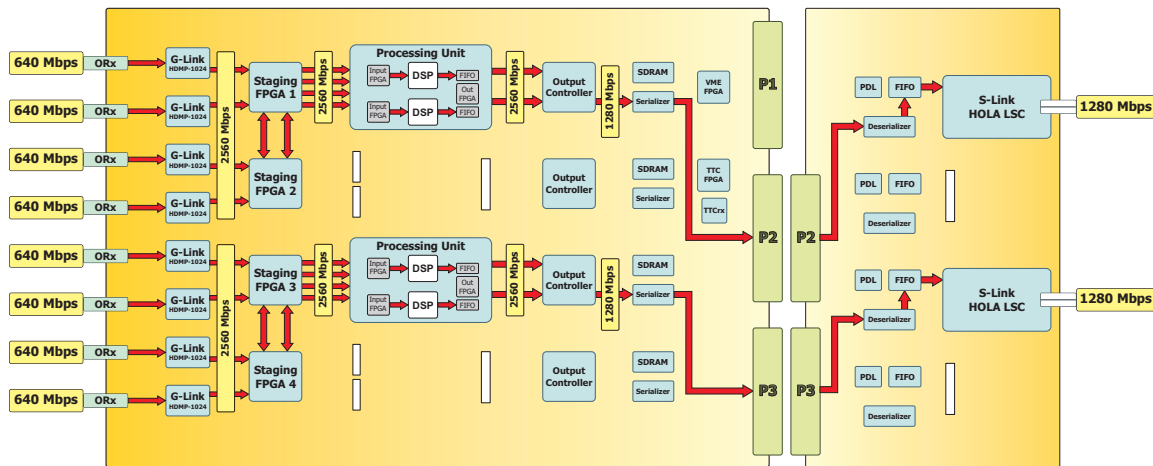 640 Mbps
ORx
G-Link
HDMP-1024
640 Mbps
ORx
G-Link
HDMP-1024
640 Mbps
ORx
G-Link
HDMP-1024
640 Mbps
ORx
G-Link
HDMP-1024
640 Mbps
ORx
G-Link
HDMP-1024
640 Mbps
ORx
G-Link
HDMP-1024
640 Mbps
ORx
G-Link
HDMP-1024
640 Mbps
ORx
G-Link
HDMP-1024
2560 Mbps
2560 Mbps
Staging
FPGA 1
Staging
FPGA 2
Staging
FPGA 3
Staging
FPGA 4
2560 Mbps
2560 Mbps
Processing Unit
Input
FPGA
DSP
FIFO
Out
FPGA
Input
FPGA
DSP
FIFO
Processing Unit
Input
FPGA
DSP
FIFO
Out
FPGA
Input
FPGA
DSP
FIFO
2560 Mbps
2560 Mbps
Output
Controller
Output
Controller
Output
Controller
Output
Controller
1280 Mbps
1280 Mbps
SDRAM
Serializer
SDRAM
Serializer
SDRAM
Serializer
SDRAM
Serializer
VME
FPGA
TTC
FPGA
TTCrx
P1
P2
P3
P2
P3
PDL
FIFO
Deserializer
PDL
FIFO
Deserializer
PDL
FIFO
Deserializer
PDL
FIFO
Deserializer
S-Link
HOLA LSC
1280 Mbps
S-Link
HOLA LSC
1280 Mbps